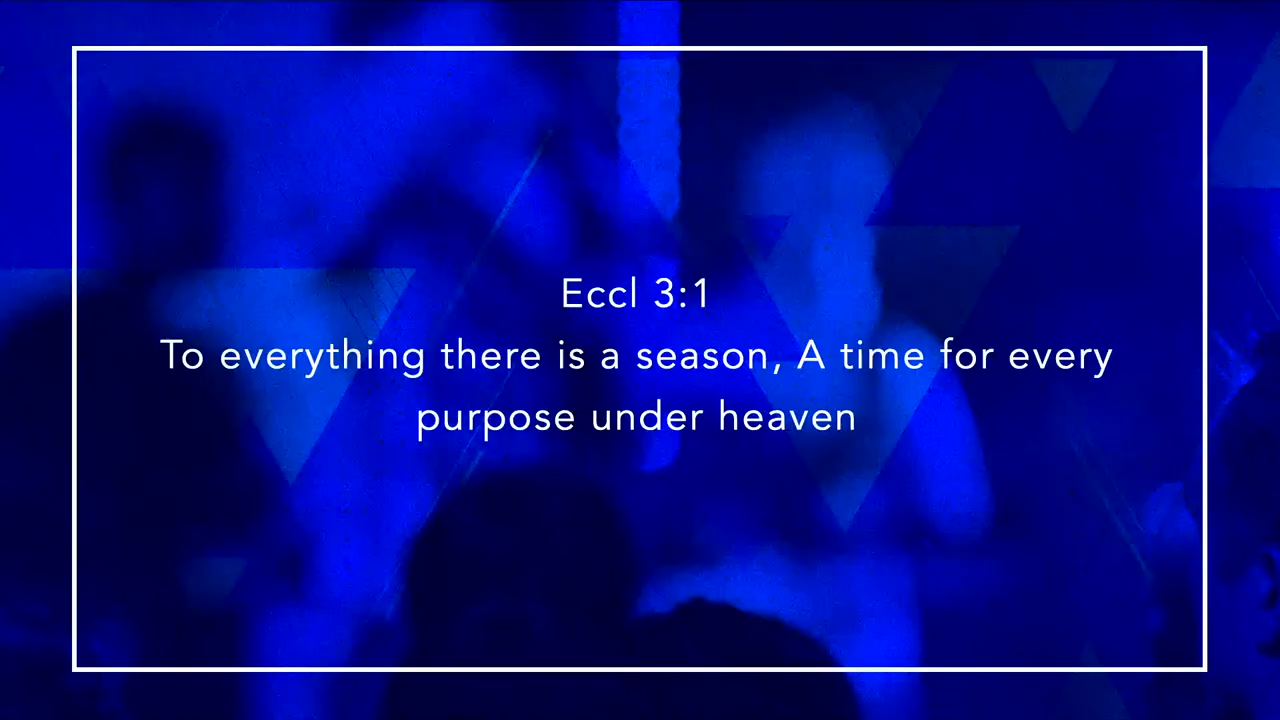 Eccl 3:1
To everything there is a season, A time for every
purpose under heaven